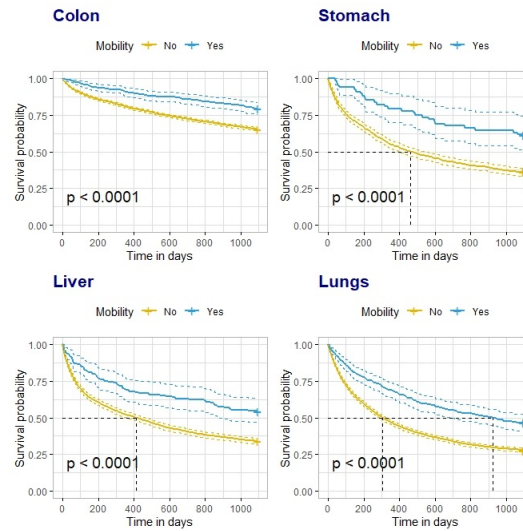 Colon
Mobility No Yes
Survival probability
1.00
0.75
0.50
0.25
0.00
p < 0.0001
0 200 400 600 800 1000
Time in days
Stomach
Mobility No Yes
Survival probability
1.00
0.75
0.50
0.25
0.00
p < 0.0001
0 200 400 600 800 1000
Time in days
Liver
Mobility No Yes
Survival probability
1.00
0.75
0.50
0.25
0.00
p < 0.0001
0 200 400 600 800 1000
Time in days
Lungs
Mobility No Yes
Survival probability
1.00
0.75
0.50
0.25
0.00
p < 0.0001
0 200 400 600 800 1000
Time in days